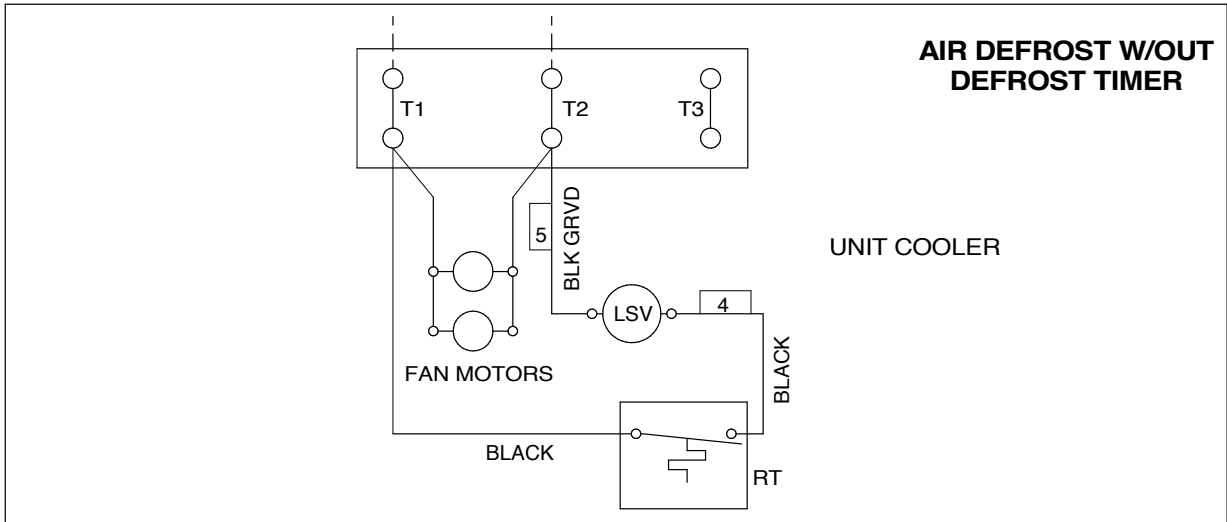 AIR DEFROST W/OUT
DEFROST TIMER
T1
T2
T3
5
BLK GRVD
UNIT COOLER
4
LSV
BLACK
FAN MOTORS
BLACK
RT